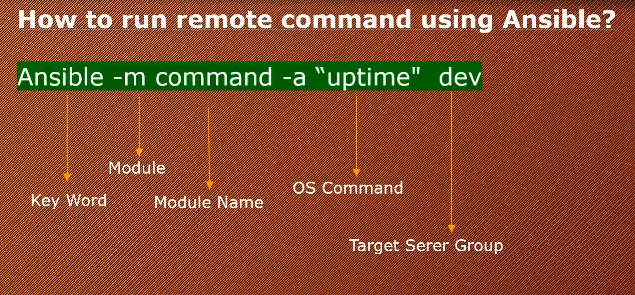 How to run remote command using Ansible?
Ansible -m command -a “uptime"  dev
Module
Key Word
Module Name
OS Command
Target Serer Group